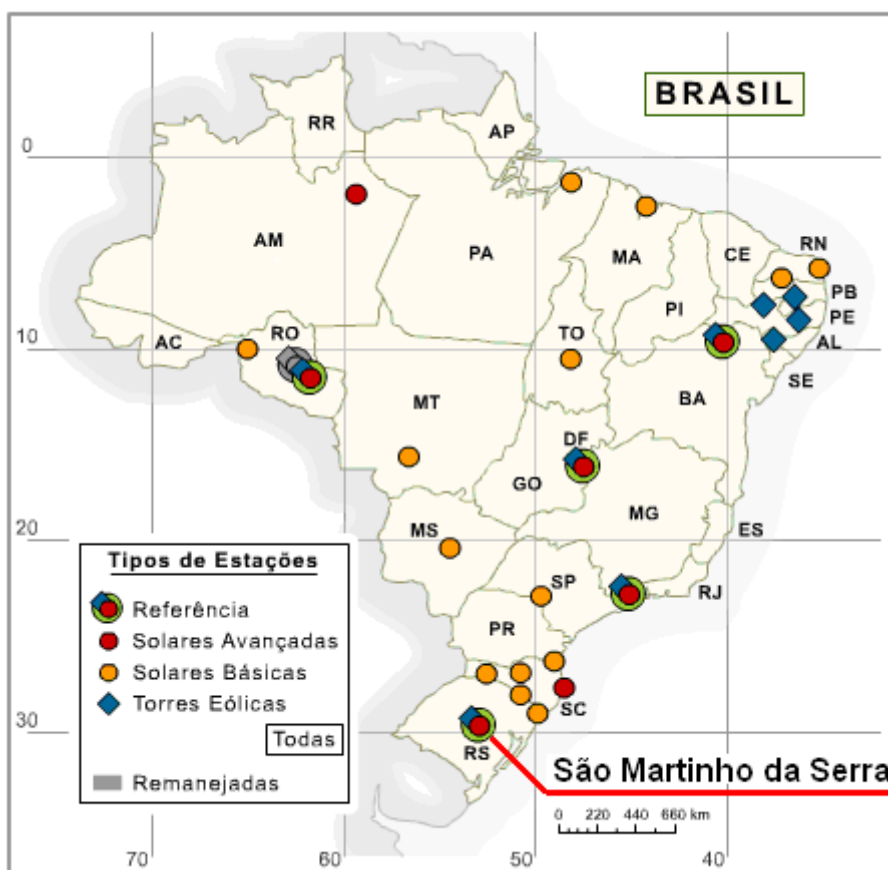 BRASIL
RR
AP
0
AM
PA
MA
CE
RN
PB
PI
PE
AC
RO
TO
AL
10
SE
MT
BA
DF
GO
MG
ES
MS
20
SP
RJ
PR
SC
30
RS
Tipos de Estações
Referência
Solares Avançadas
Solares Básicas
Torres Eólicas
Todas
Remanejadas
São Martinho da Serra
0 220 440 660 km
70
60
50
40